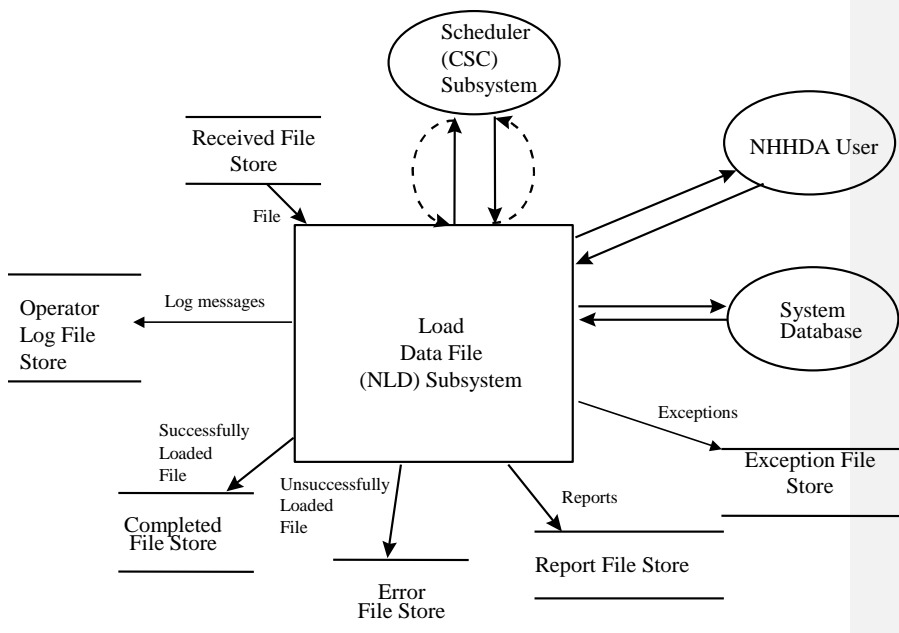 Scheduler
(CSC)
Subsystem
Received File
Store
NHHDA User
File
Operator
Log File
Store
Log messages
Load
Data File
(NLD) Subsystem
System
Database
Exceptions
Successfully
Loaded
File
Unsuccessfully
Loaded
File
Reports
Exception File
Store
Completed
File Store
Error
File Store
Report File Store